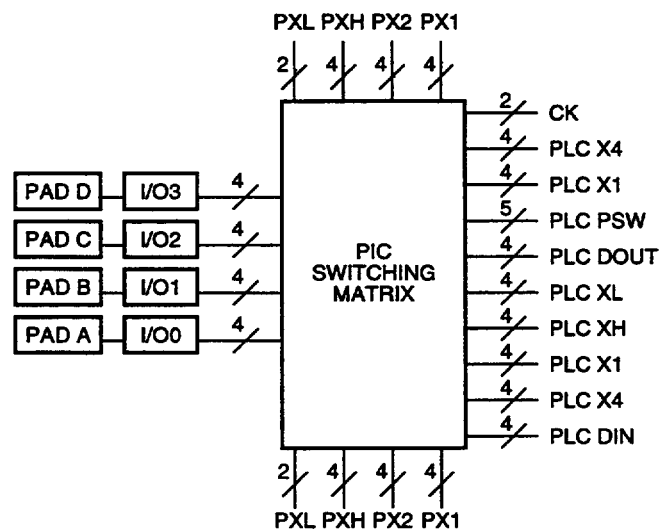 PXL PXH PX2 PX1
2 4 4 4
2 CK
4 PLC X4
4 PLC X1
PAD D I/O3 4
5 PLC PSW
PAD C I/O2 4
4 PLC DOUT
PIC
SWITCHING
MATRIX
PAD B I/O1 4
4 PLC XL
PAD A I/O0 4
4 PLC XH
4 PLC X1
4 PLC X4
4 PLC DIN
2 4 4 4
PXL PXH PX2 PX1